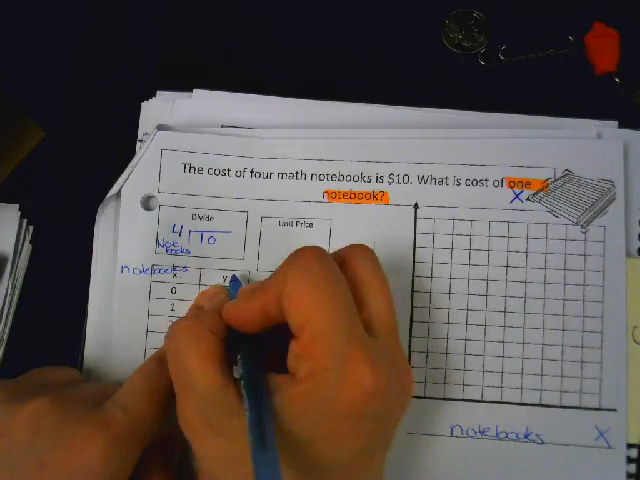 The cost of four math notebooks is $10. What is cost of one
notebook?
X
Divide
4 10
Note
books
Unit Price
notebooks
x
y
0
1
notebooks X